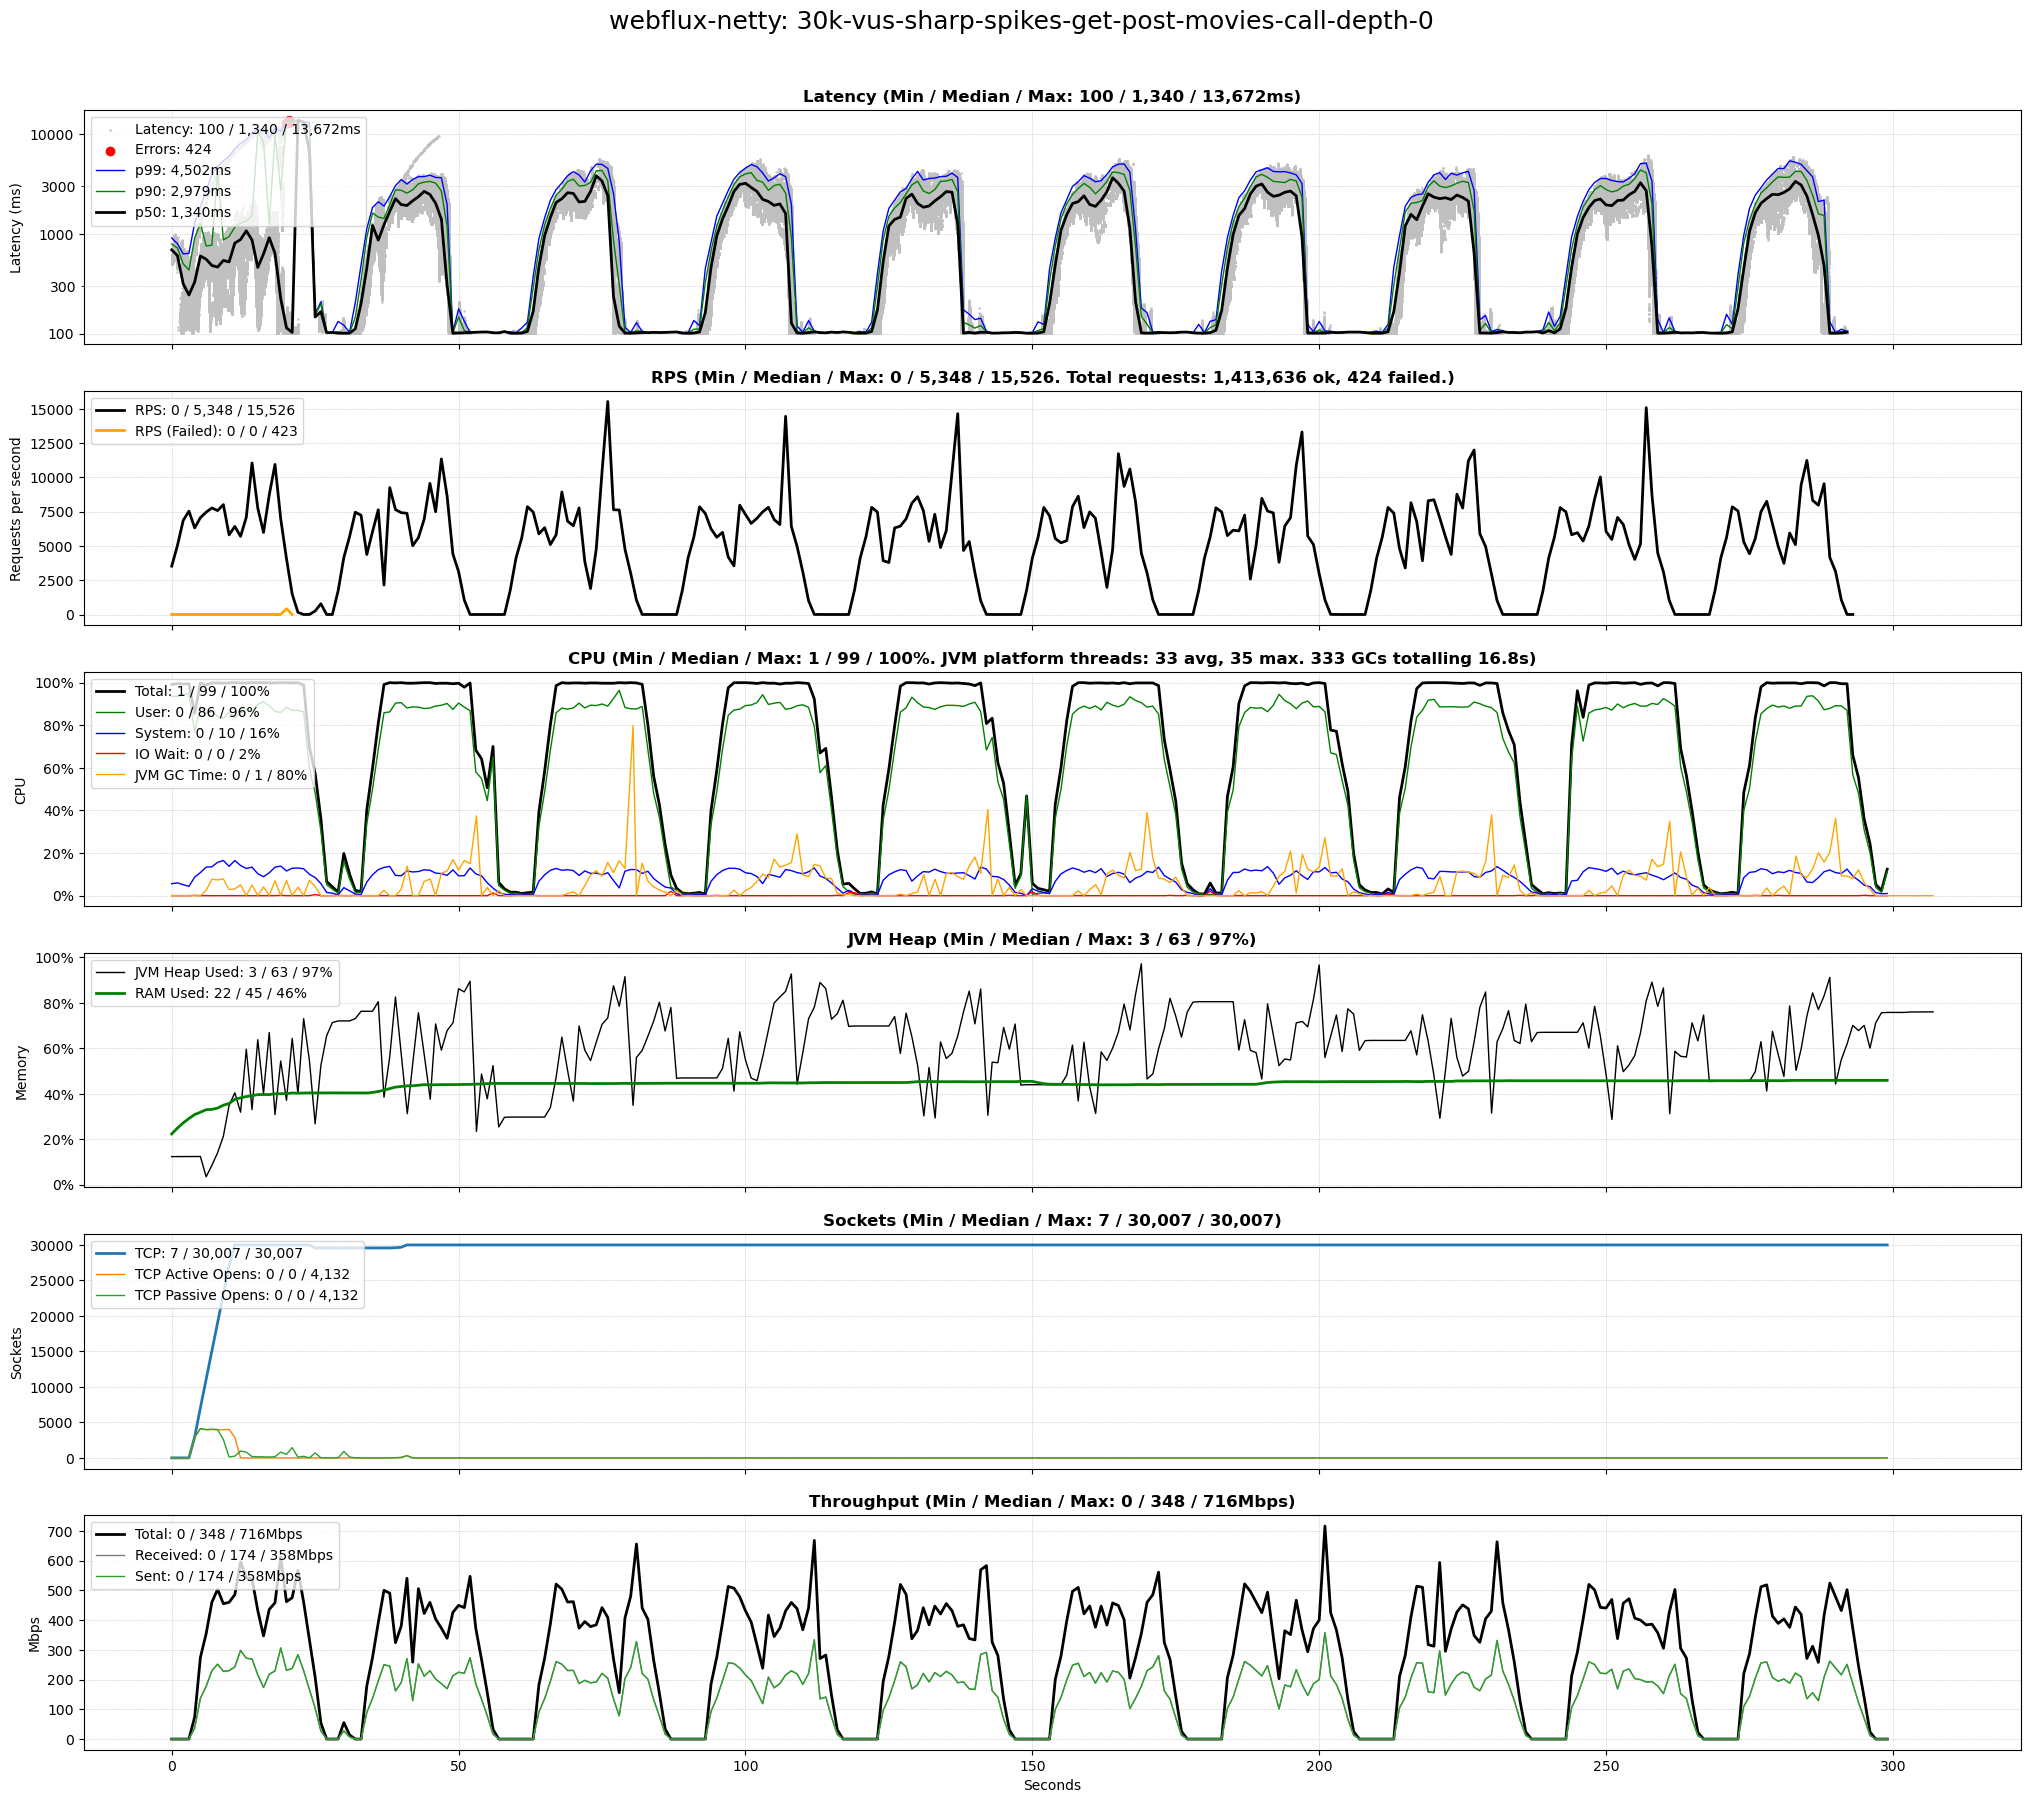 webflux-netty: 30k-vus-sharp-spikes-get-post-movies-call-depth-0
Latency (Min / Median / Max: 100 / 1,340 / 13,672ms)
Latency (ms)
10000
3000
1000
300
100
Latency: 100 / 1,340 / 13,672ms
Errors: 424
p99: 4,502ms
p90: 2,979ms
p50: 1,340ms
RPS (Min / Median / Max: 0 / 5,348 / 15,526. Total requests: 1,413,636 ok, 424 failed.)
Requests per second
15000
12500
10000
7500
5000
2500
0
RPS: 0 / 5,348 / 15,526
RPS (Failed): 0 / 0 / 423
CPU (Min / Median / Max: 1 / 99 / 100%. JVM platform threads: 33 avg, 35 max. 333 GCs totalling 16.8s)
CPU
100%
80%
60%
40%
20%
0%
Total: 1 / 99 / 100%
User: 0 / 86 / 96%
System: 0 / 10 / 16%
IO Wait: 0 / 0 / 2%
JVM GC Time: 0 / 1 / 80%
JVM Heap (Min / Median / Max: 3 / 63 / 97%)
Memory
100%
80%
60%
40%
20%
0%
JVM Heap Used: 3 / 63 / 97%
RAM Used: 22 / 45 / 46%
Sockets (Min / Median / Max: 7 / 30,007 / 30,007)
Sockets
30000
25000
20000
15000
10000
5000
0
TCP: 7 / 30,007 / 30,007
TCP Active Opens: 0 / 0 / 4,132
TCP Passive Opens: 0 / 0 / 4,132
Throughput (Min / Median / Max: 0 / 348 / 716Mbps)
Mbps
700
600
500
400
300
200
100
0
Total: 0 / 348 / 716Mbps
Received: 0 / 174 / 358Mbps
Sent: 0 / 174 / 358Mbps
0 50 100 150 200 250 300
Seconds